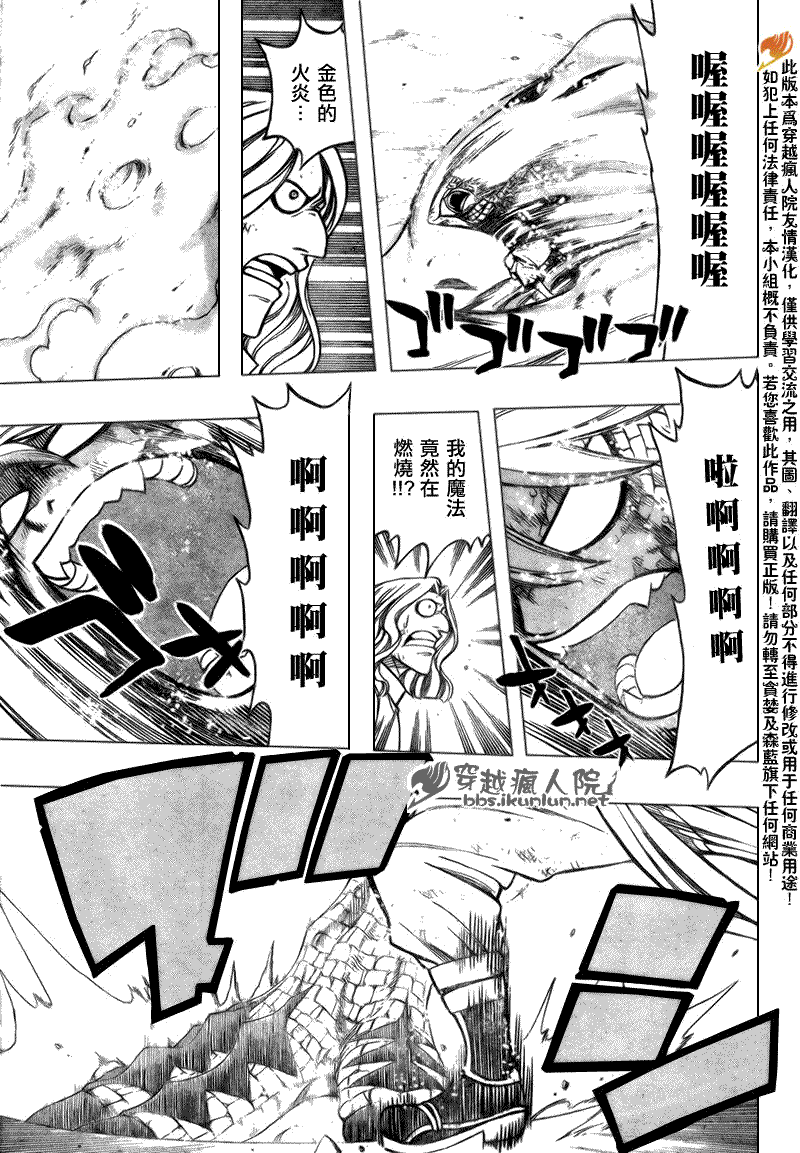 此版本爲穿越瘋人院友情漢化，僅供學習交流之用，其圖、翻譯以及任何部分不得進行修改或用于任何商業用途！
如犯上任何法律責任，本小組概不負責。若您喜歡此作品，請購買正版！請勿轉至貪婪及森藍旗下任何網站！
喔喔喔喔喔喔
ゴゴゴゴ
金色的
火炎…
啦啊啊啊啊
我的魔法
竟然在
燃燒!!?
啊啊啊啊啊
穿越瘋人院
bbs.ikunlun.net